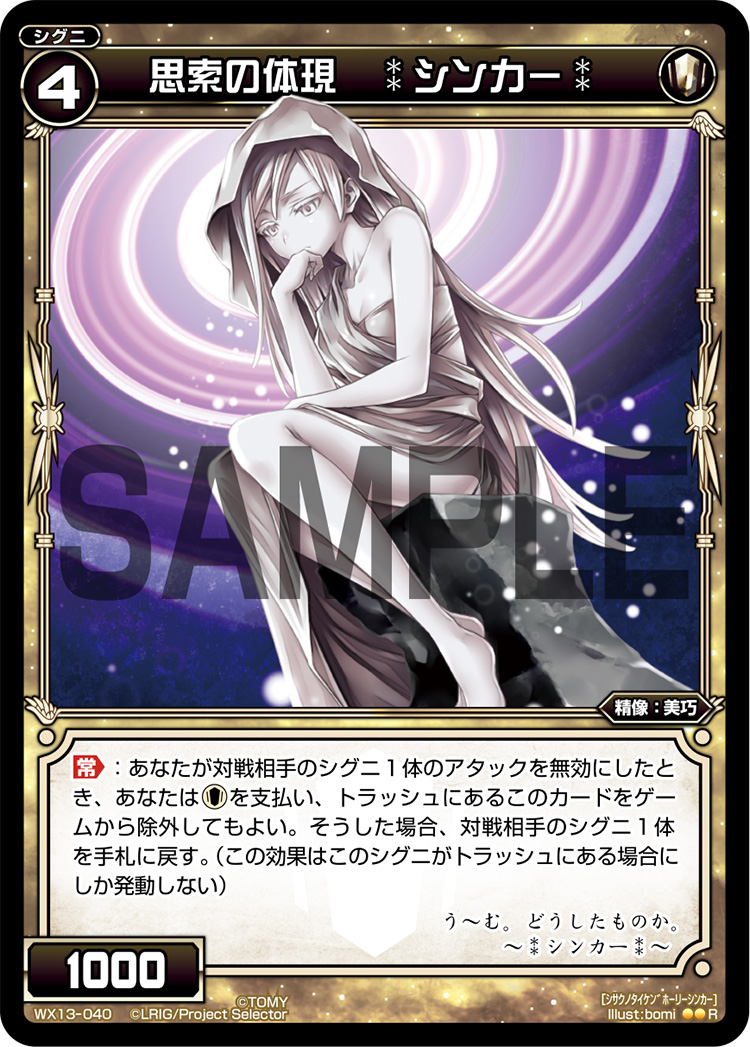 シグニ
4
思索の体現 ⁑シンカー⁑
SAMPLE
精像：美巧
常：あなたが対戦相手のシグニ１体のアタックを無効にしたと
き、あなたはを支払い、トラッシュにあるこのカードをゲー
ムから除外してもよい。そうした場合、対戦相手のシグニ１体
を手札に戻す。（この効果はこのシグニがトラッシュにある場合に
しか発動しない）
う～む。どうしたものか。
～⁑シンカー⁑～
1000
WX13-040 ©LRIG/Project Selector
©TOMY
[シサクノタイケンﾞホーリーシンカー]
Illust:bomi R